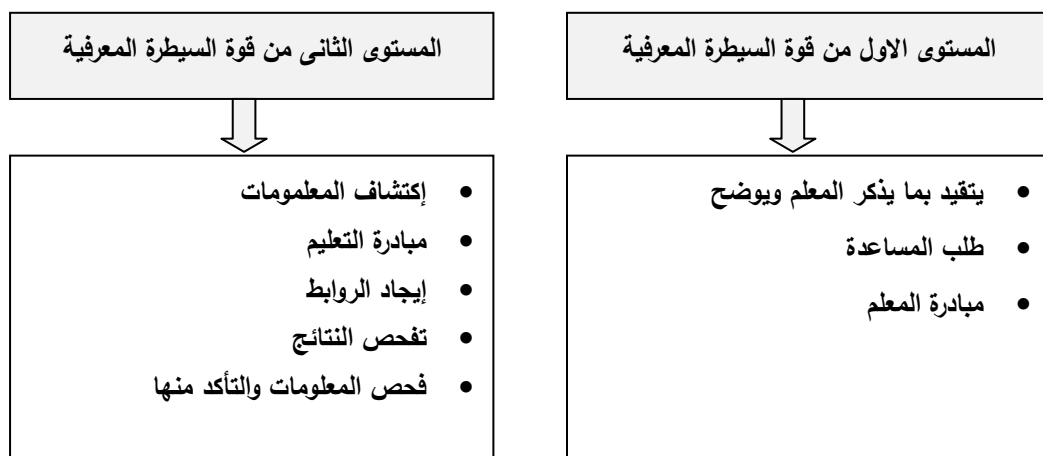 المستوى الاول من قوة السيطرة المعرفية
يتقيد بما يذكر المعلم ويوضح
طلب المساعدة
مبادرة المعلم
المستوى الثانى من قوة السيطرة المعرفية
إكتشاف المعلمومات
مبادرة التعليم
إيجاد الروابط
تفحص النتائج
فحص المعلومات والتأكد منها